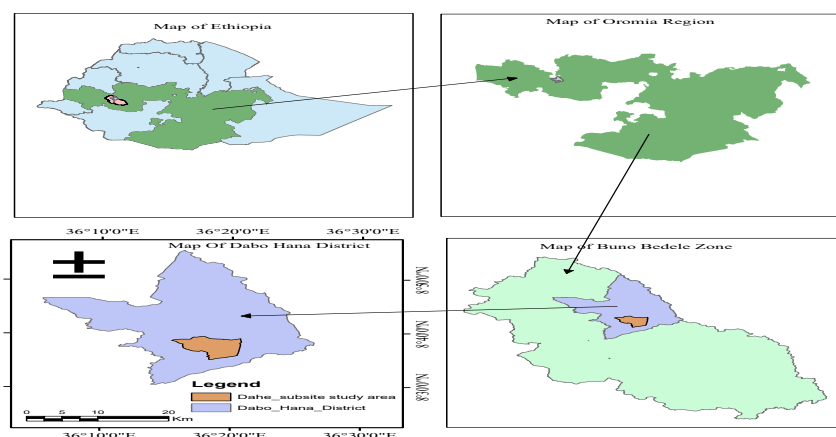 Map of Ethiopia
Map of Oromia Region
36°10'0"E 36°20'0"E 36°30'0"E
Map Of Dabo Hana District
Map of Buno Bedele Zone
8°50'0"N
8°40'0"N
8°30'0"N
Legend
Dahe_subsite study area
Dabo_Hana_District
0 5 10 20
Km
36°10'0"E 36°20'0"E 36°30'0"E